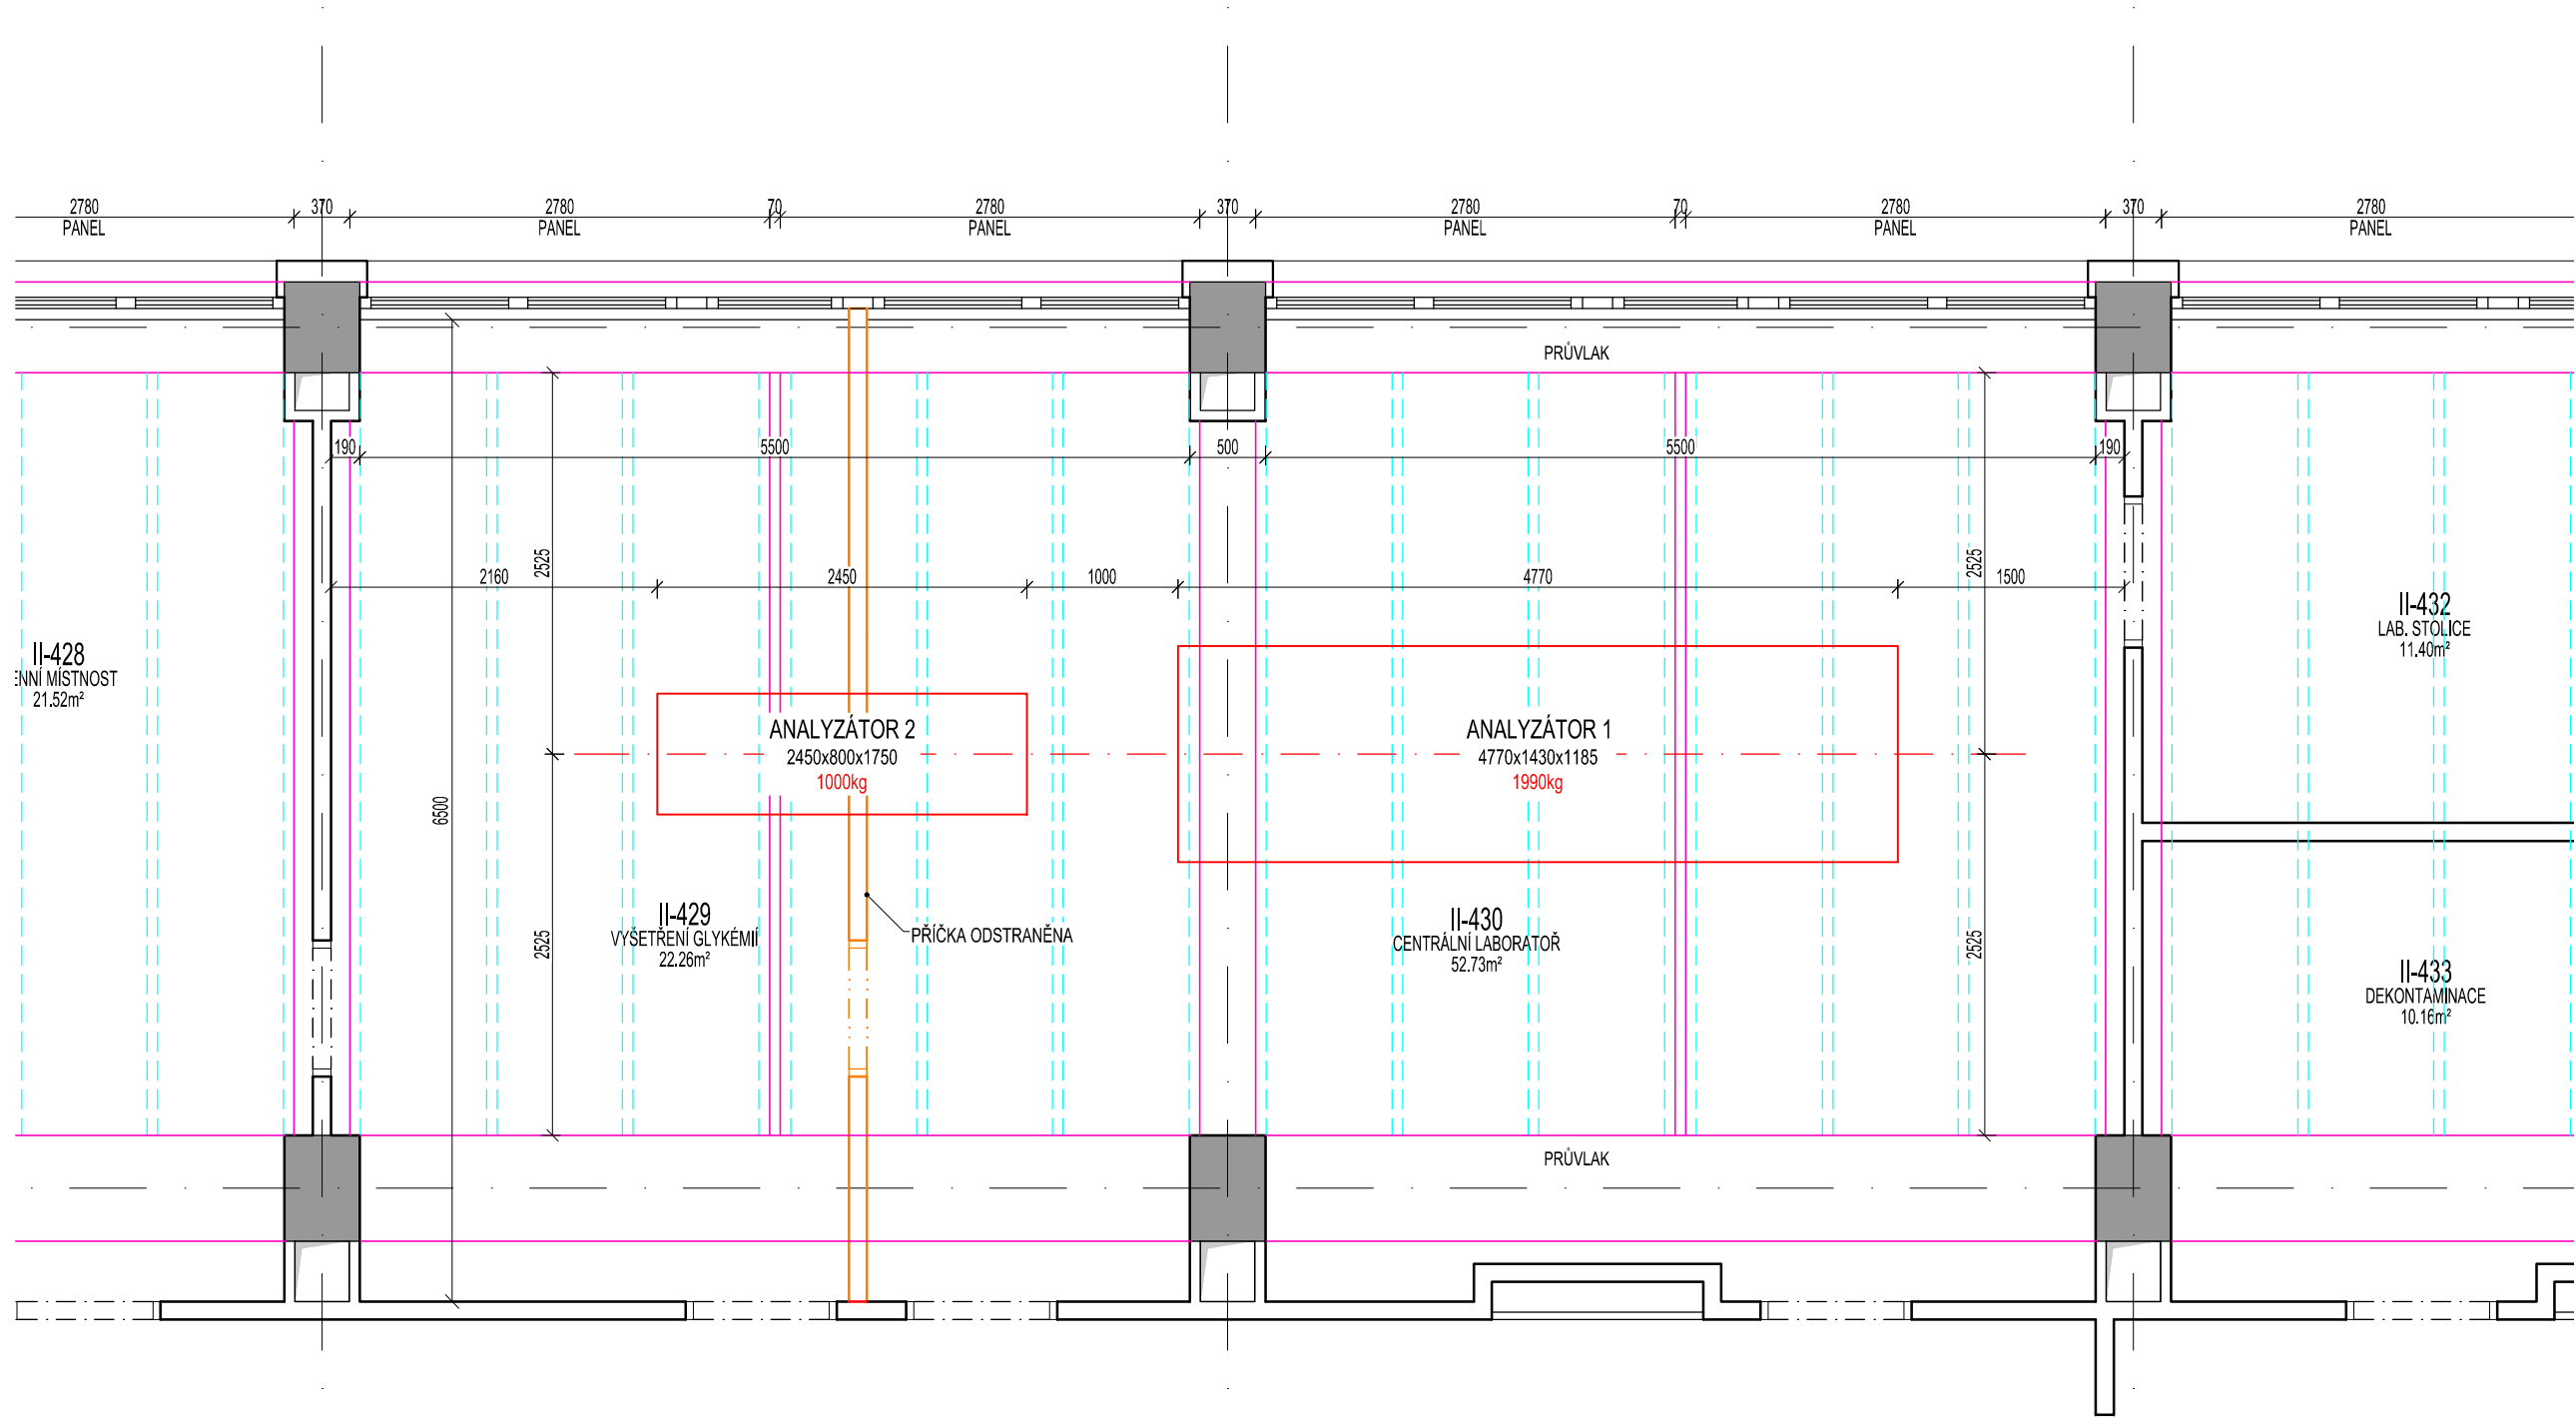 2780 370 2780 70 2780 370 2780 70 2780 370 2780
PANEL PANEL PANEL PANEL PANEL PANEL
PRŮVLAK
190 5500 500 5500 190
2525 2525
2160 2450 1000 4770 1500
II-428
21.52m²
II-432
LAB. STOLICE
11.40m²
ANALYZÁTOR 2
2450x800x1750
1000kg
ANALYZÁTOR 1
4770x1430x1185
1990kg
6500
II-429
VYŠETŘENÍ GLYKÉMIÍ
22.26m²
PŘÍČKA ODSTRANĚNA
II-430
CENTRÁLNÍ LABORATOŘ
52.73m²
2525 2525
II-433
DEKONTAMINACE
10.16m²
PRŮVLAK